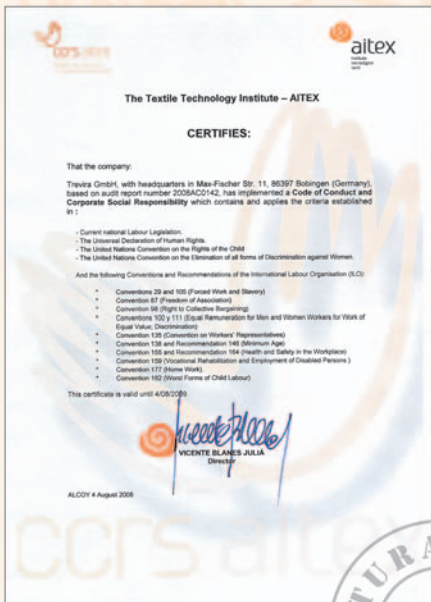 ccrs
aitex
The Textile Technology Institute – AITEX
CERTIFIES:
That the company:
Trevira GmbH, with headquarters in Max-Fischer Str. 11, 86397 Bobingen (Germany),
based on audit report number 2008AC0142, has implemented a Code of Conduct and
Corporate Social Responsibility which contains and applies the criteria established
in :
- Current national Labour Legislation.
- The Universal Declaration of Human Rights.
- The United Nations Convention on the Rights of the Child
- The United Nations Convention on the Elimination of all forms of Discrimination against Women.
And the following Conventions and Recommendations of the International Labour Organisation (ILO):
* Conventions 29 and 105 (Forced Work and Slavery)
* Convention 87 (Freedom of Association)
* Convention 98 (Right to Collective Bargaining)
* Conventions 100 y 111 (Equal Remuneration for Men and Women Workers for Work of
Equal Value; Discrimination)
* Convention 135 (Convention on Workers' Representatives)
* Convention 138 and Recommendation 146 (Minimum Age)
* Convention 155 and Recommendation 164 (Health and Safety in the Workplace)
* Convention 159 (Vocational Rehabilitation and Employment of Disabled Persons )
* Convention 177 (Home Work).
* Convention 182 (Worst Forms of Child Labour)
This certificate is valid until 4/08/2009.
VICENTE BLANES JULIÁ
Director
ALCOY 4 August 2008
ccrs aitex
TURA